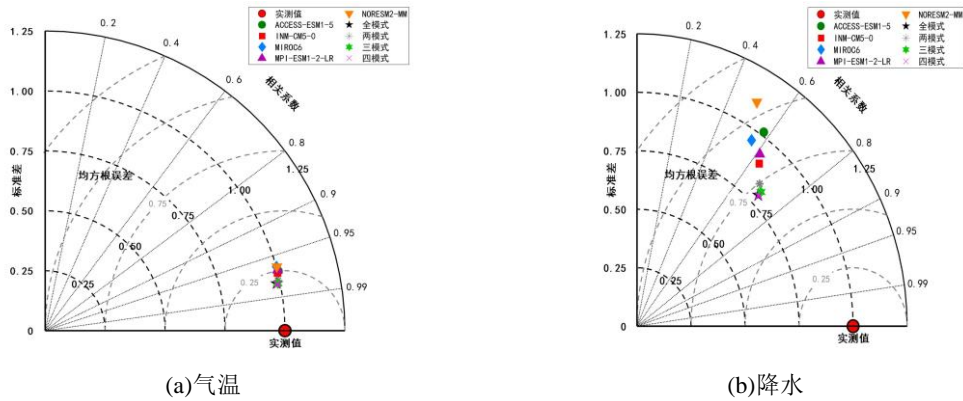 实测值 NORESM2-MM
ACCESS-ESM1-5 全模式
INM-CM5-0 两模式
MIROC6 三模式
MPI-ESM1-2-LR 四模式
0.2
0.4
0.6
0.8
0.9
0.95
0.99
相关系数
1.25
1.00
0.75
0.50
0.25
0
标准差
均方根误差
0.75
1.25
1.00
0.75
0.50
0.25
0.25
实测值
(a)气温
实测值 NORESM2-MM
ACCESS-ESM1-5 全模式
INM-CM5-0 两模式
MIROC6 三模式
MPI-ESM1-2-LR 四模式
0.2
0.4
0.6
0.8
0.9
0.95
0.99
相关系数
1.25
1.00
0.75
0.50
0.25
0
标准差
均方根误差
0.75
1.25
1.00
0.75
0.50
0.25
0.25
实测值
(b)降水